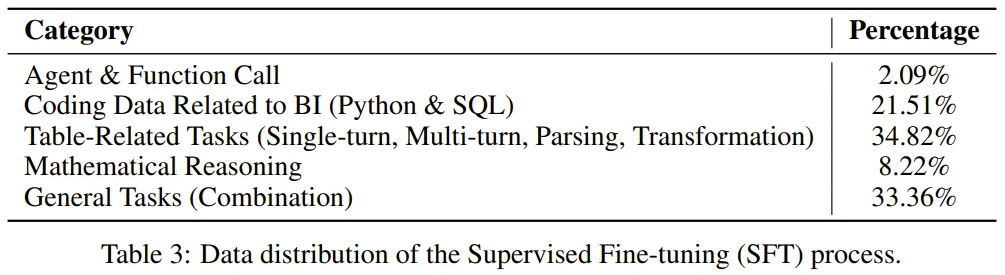 Category Percentage
Agent & Function Call 2.09%
Coding Data Related to BI (Python & SQL) 21.51%
Table-Related Tasks (Single-turn, Multi-turn, Parsing, Transformation) 34.82%
Mathematical Reasoning 8.22%
General Tasks (Combination) 33.36%
Table 3: Data distribution of the Supervised Fine-tuning (SFT) process.